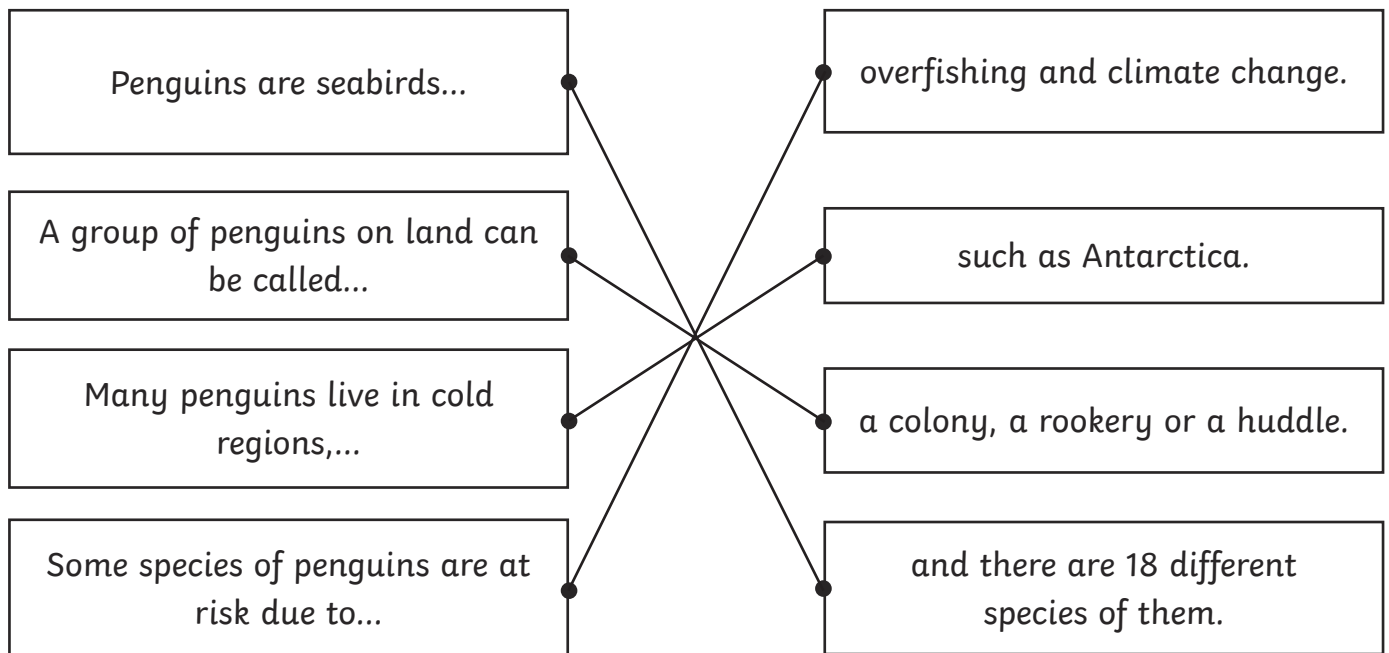 Penguins are seabirds...
A group of penguins on land can
be called...
Many penguins live in cold
regions,...
Some species of penguins are at
risk due to...
overfishing and climate change.
such as Antarctica.
a colony, a rookery or a huddle.
and there are 18 different
species of them.